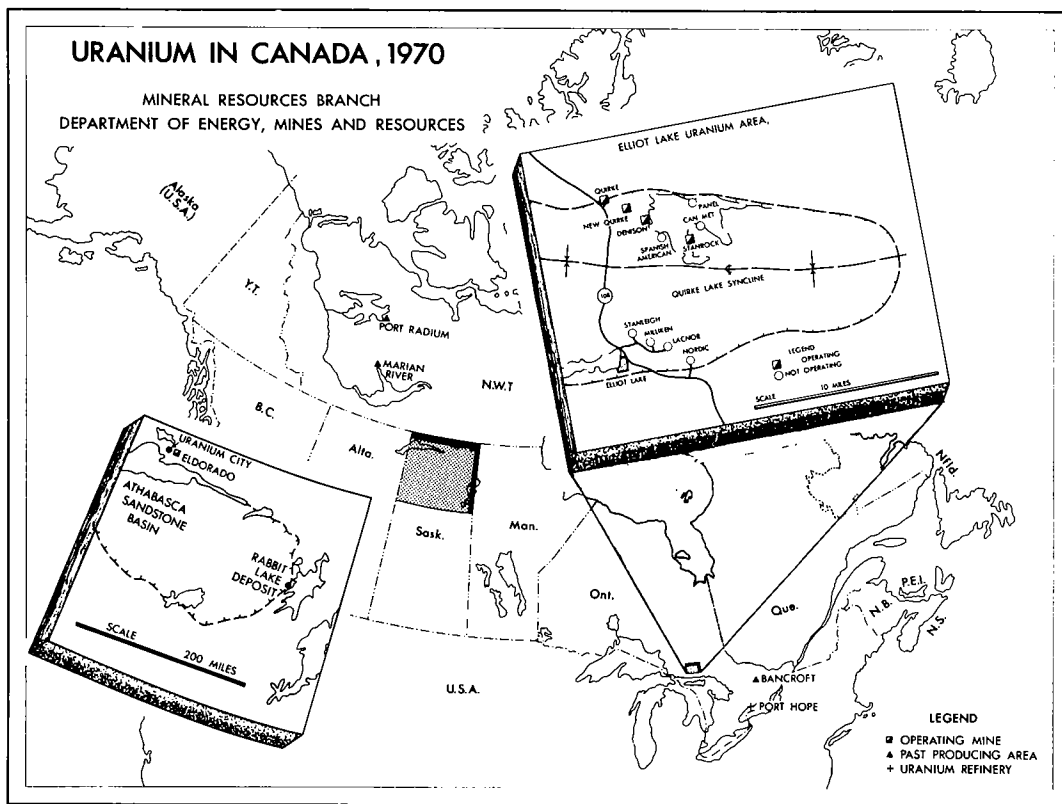 URANIUM IN CANADA, 1970
MINERAL RESOURCES BRANCH
DEPARTMENT OF ENERGY, MINES AND RESOURCES
Alaska
(U.S.A.)
Y.T.
PORT RADIUM
MARIAN
RIVER
N.W.T
B.C.
Alta.
Sask.
Man.
Ont.
Que.
Nfld.
P.E.I.
N.B.
N.S.
U.S.A.
BANCROFT
PORT HOPE
ELLIOT LAKE URANIUM AREA,
QUIRKE
NEW QUIRKE
DENISON
PANEL
CAN MET
SPANISH
AMERICAN
STANROCK
QUIRKE LAKE SYNCLINE
108
STANLEIGH
MILLIKEN
LACNOR
NORDIC
ELLIOT LAKE
LEGEND
OPERATING
NOT OPERATING
SCALE
10 MILES
URANIUM CITY
ELDORADO
ATHABASCA
SANDSTONE
BASIN
RABBIT
LAKE
DEPOSIT
SCALE
200 MILES
LEGEND
OPERATING MINE
PAST PRODUCING AREA
URANIUM REFINERY